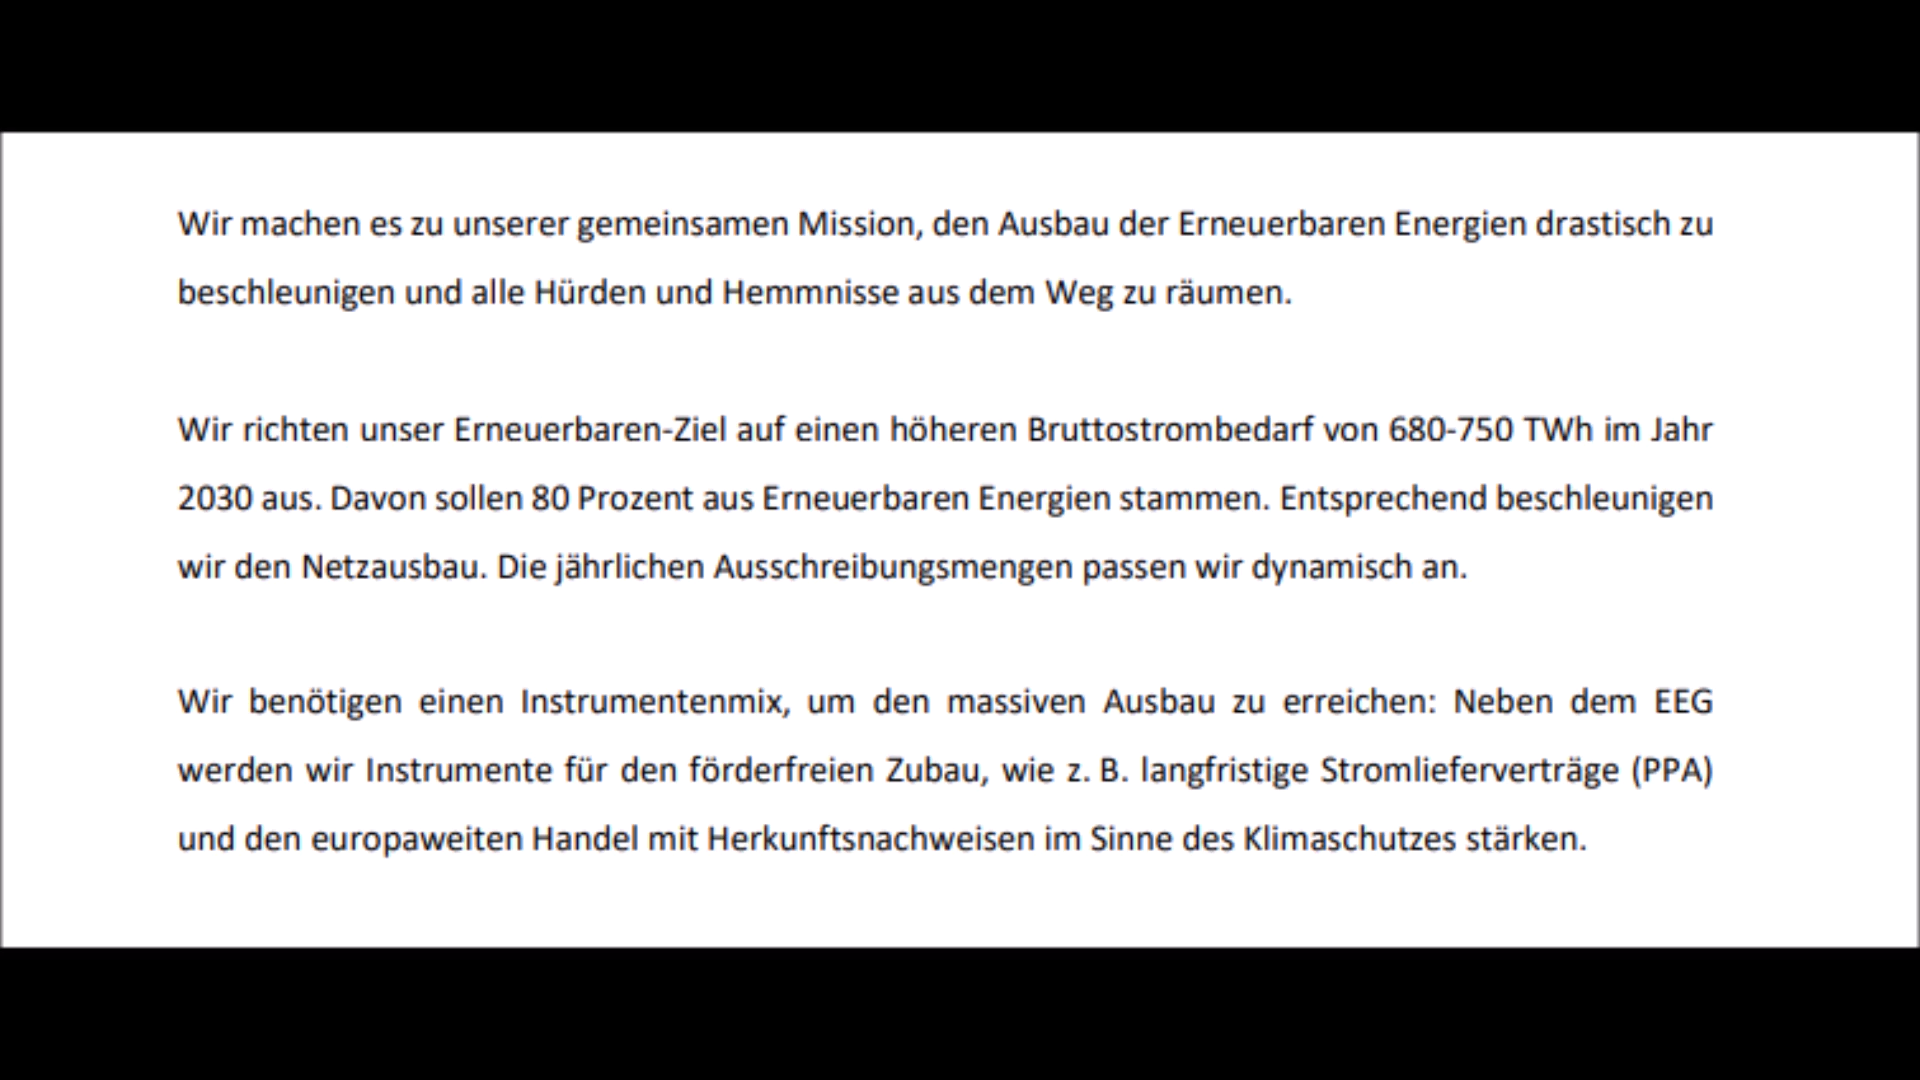 Wir machen es zu unserer gemeinsamen Mission, den Ausbau der Erneuerbaren Energien drastisch zu
beschleunigen und alle Hürden und Hemmnisse aus dem Weg zu räumen.
Wir richten unser Erneuerbaren-Ziel auf einen höheren Bruttostrombedarf von 680-750 TWh im Jahr
2030 aus. Davon sollen 80 Prozent aus Erneuerbaren Energien stammen. Entsprechend beschleunigen
wir den Netzausbau. Die jährlichen Ausschreibungsmengen passen wir dynamisch an.
Wir benötigen einen Instrumentenmix, um den massiven Ausbau zu erreichen: Neben dem EEG
werden wir Instrumente für den förderfreien Zubau, wie z. B. langfristige Stromlieferverträge (PPA)
und den europaweiten Handel mit Herkunftsnachweisen im Sinne des Klimaschutzes stärken.